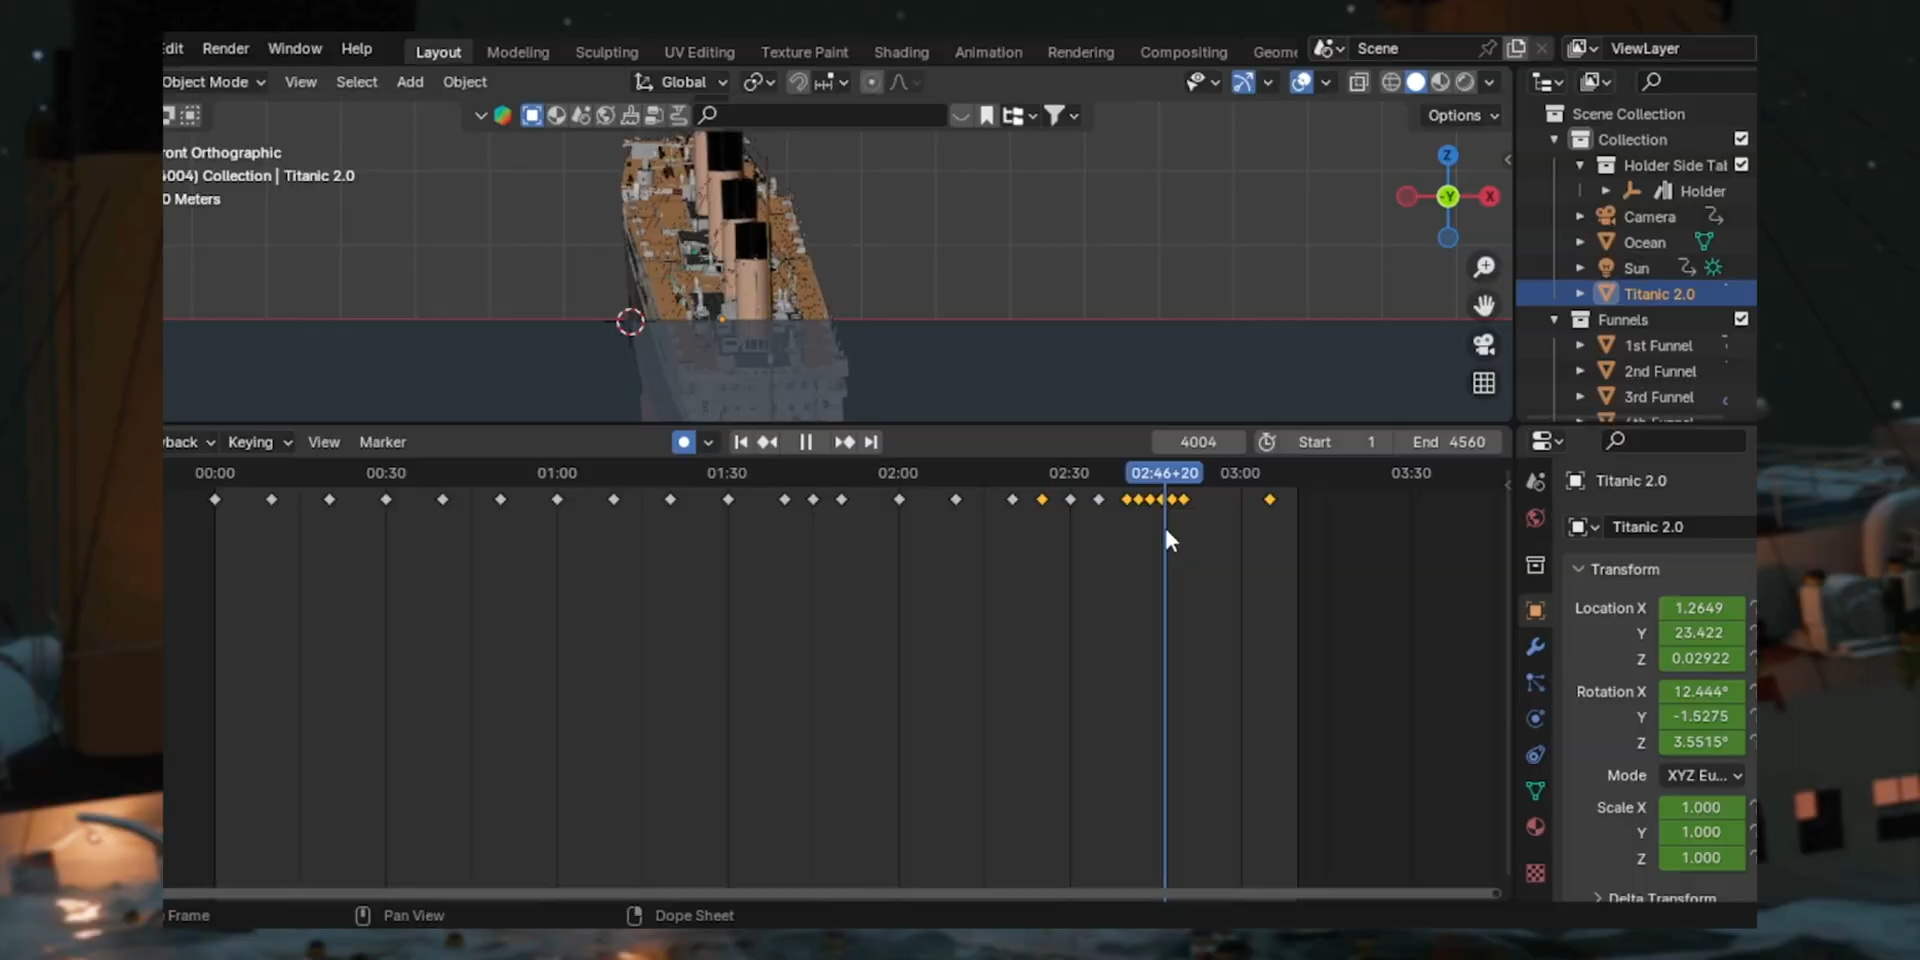 dit Render Window Help Layout Modeling Sculpting UV Editing Texture Paint Shading Animation Rendering Compositing Geome Scene ViewLayer
Object Mode View Select Add Object Global
Options
ront Orthographic
4004) Collection | Titanic 2.0
0 Meters
Z
-Y
X
Scene Collection
Collection
Holder Side Tal
Holder
Camera
Ocean
Sun
Titanic 2.0
Funnels
1st Funnel
2nd Funnel
3rd Funnel
yback Keying View Marker 4004 Start 1 End 4560
00:00 00:30 01:00 01:30 02:00 02:30 02:46+20 03:00 03:30
Titanic 2.0
Titanic 2.0
Transform
Location X 1.2649
Y 23.422
Z 0.02922
Rotation X 12.444°
Y -1.5275
Z 3.5515°
Mode XYZ Eu...
Scale X 1.000
Y 1.000
Z 1.000
Delta Transform
Frame Pan View Dope Sheet